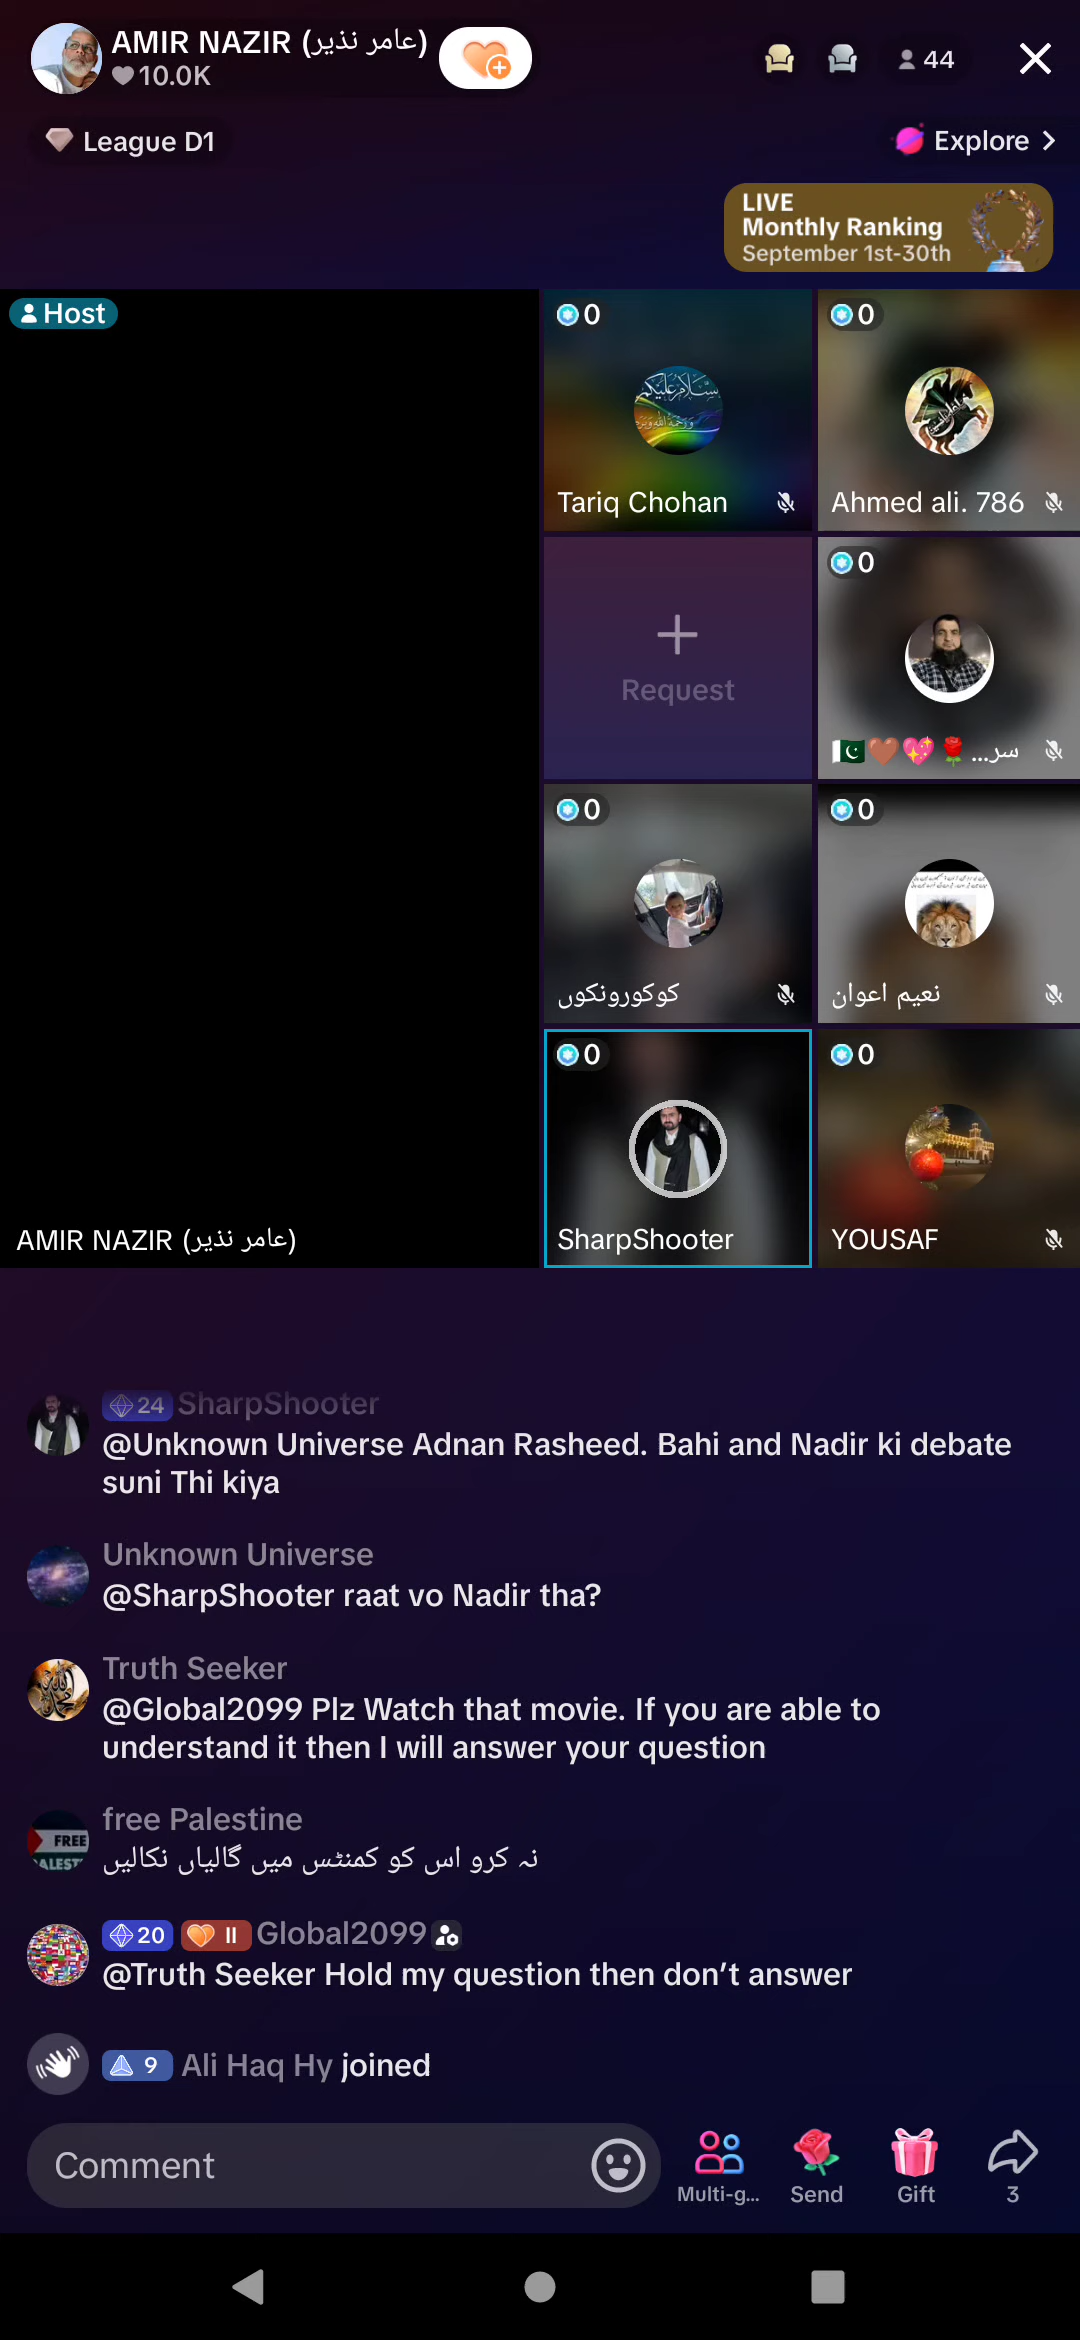 AMIR NAZIR (عامر نذیر)
10.0K
44
League D1
Explore
LIVE
Monthly Ranking
September 1st-30th
Host
0
0
Tariq Chohan
Ahmed ali. 786
Request
0
سر...
0
0
کوکورونکوں
نعیم اعوان
0
0
AMIR NAZIR (عامر نذیر)
SharpShooter
YOUSAF
24 SharpShooter
@Unknown Universe Adnan Rasheed. Bahi and Nadir ki debate
suni Thi kiya
Unknown Universe
@SharpShooter raat vo Nadir tha?
Truth Seeker
@Global2099 Plz Watch that movie. If you are able to
understand it then I will answer your question
free Palestine
FREE
نہ کرو اس کو کمنٹس میں گالیاں نکالیں
20 II Global2099
@Truth Seeker Hold my question then don’t answer
9 Ali Haq Hy joined
Comment
Multi-g...
Send
Gift
3